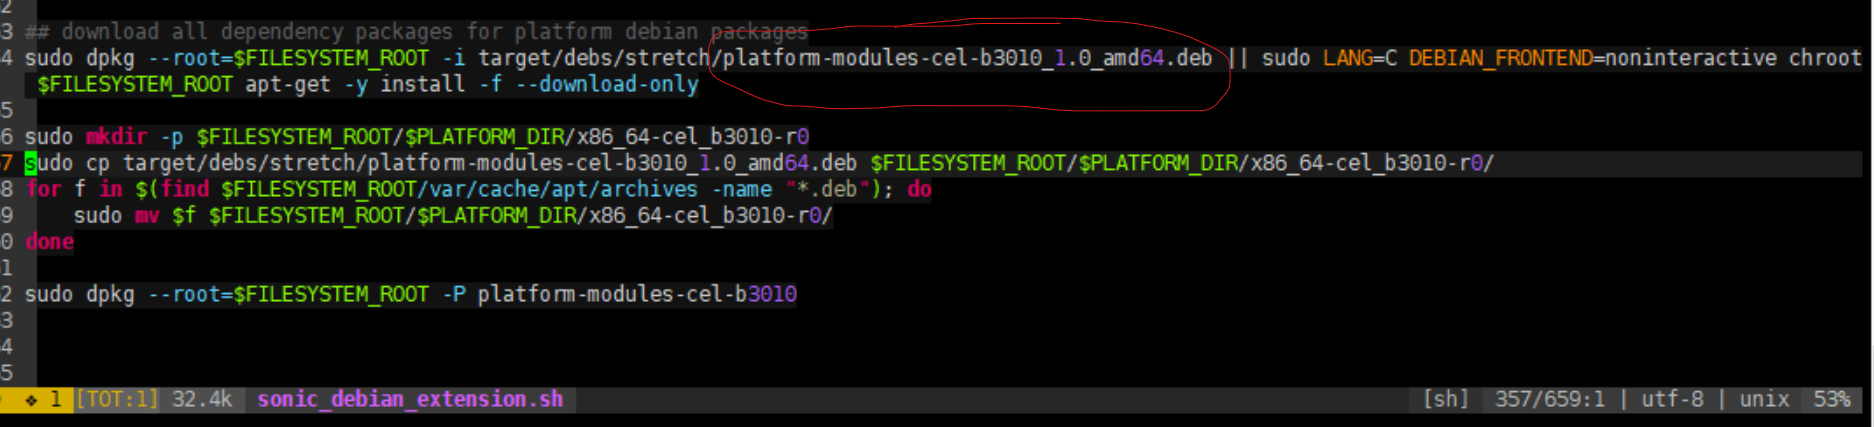 2
3 ## download all dependency packages for platform debian packages
4 sudo dpkg --root=$FILESYSTEM_ROOT -i target/debs/stretch/platform-modules-cel-b3010_1.0_amd64.deb || sudo LANG=C DEBIAN_FRONTEND=noninteractive chroot
$FILESYSTEM_ROOT apt-get -y install -f --download-only
5
6 sudo mkdir -p $FILESYSTEM_ROOT/$PLATFORM_DIR/x86_64-cel_b3010-r0
7 sudo cp target/debs/stretch/platform-modules-cel-b3010_1.0_amd64.deb $FILESYSTEM_ROOT/$PLATFORM_DIR/x86_64-cel_b3010-r0/
8 for f in $(find $FILESYSTEM_ROOT/var/cache/apt/archives -name "*.deb"); do
9 sudo mv $f $FILESYSTEM_ROOT/$PLATFORM_DIR/x86_64-cel_b3010-r0/
0 done
1
2 sudo dpkg --root=$FILESYSTEM_ROOT -P platform-modules-cel-b3010
3
4
5
❖ 1 [TOT:1] 32.4k sonic_debian_extension.sh [sh] 357/659:1 | utf-8 | unix 53%